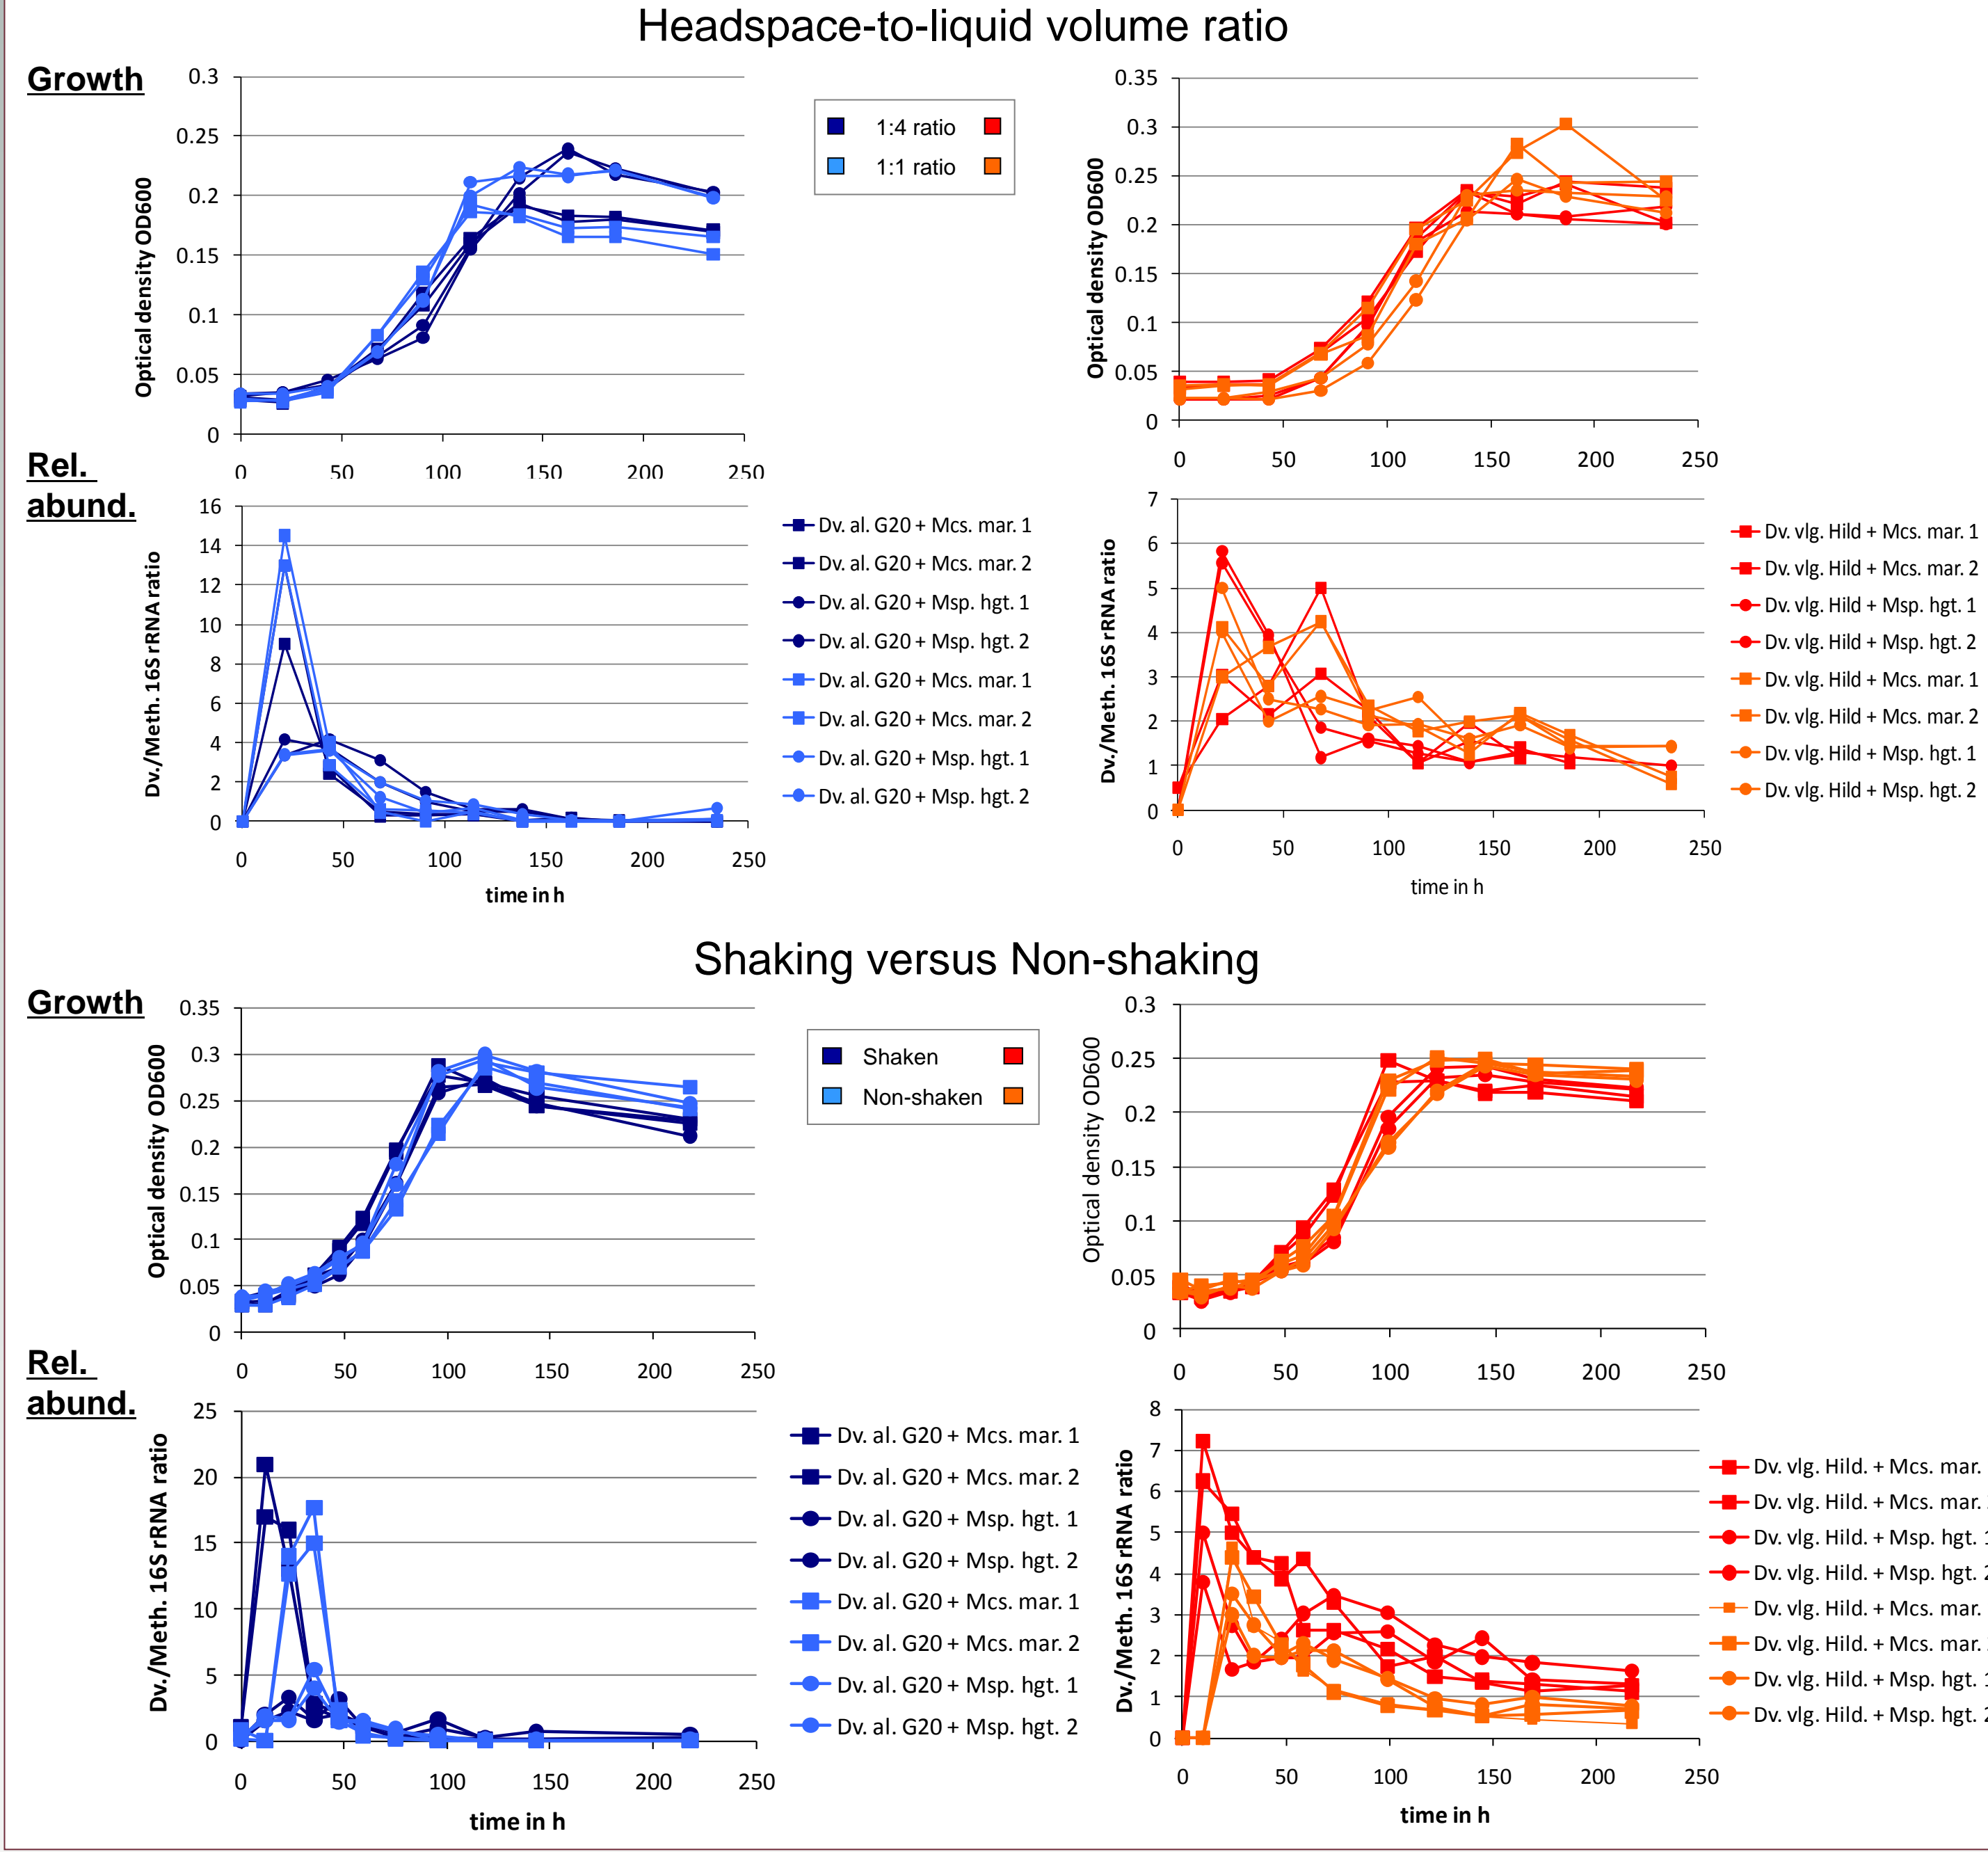 Headspace-to-liquid volume ratio
Growth
0.3
0.25
0.2
0.15
0.1
0.05
0
Optical density OD600
0 50 100 150 200 250
1:4 ratio
1:1 ratio
0.35
0.3
0.25
0.2
0.15
0.1
0.05
0
Optical density OD600
0 50 100 150 200 250
Rel.
abund.
16
14
12
10
8
6
4
2
0
Dv./Meth. 16S rRNA ratio
0 50 100 150 200 250
time in h
Dv. al. G20 + Mcs. mar. 1
Dv. al. G20 + Mcs. mar. 2
Dv. al. G20 + Msp. hgt. 1
Dv. al. G20 + Msp. hgt. 2
Dv. al. G20 + Mcs. mar. 1
Dv. al. G20 + Mcs. mar. 2
Dv. al. G20 + Msp. hgt. 1
Dv. al. G20 + Msp. hgt. 2
7
6
5
4
3
2
1
0
Dv./Meth. 16S rRNA ratio
0 50 100 150 200 250
time in h
Dv. vlg. Hild + Mcs. mar. 1
Dv. vlg. Hild + Mcs. mar. 2
Dv. vlg. Hild + Msp. hgt. 1
Dv. vlg. Hild + Msp. hgt. 2
Dv. vlg. Hild + Mcs. mar. 1
Dv. vlg. Hild + Mcs. mar. 2
Dv. vlg. Hild + Msp. hgt. 1
Dv. vlg. Hild + Msp. hgt. 2
Shaking versus Non-shaking
Growth
0.35
0.3
0.25
0.2
0.15
0.1
0.05
0
Optical density OD600
0 50 100 150 200 250
Shaken
Non-shaken
0.3
0.25
0.2
0.15
0.1
0.05
0
Optical density OD600
0 50 100 150 200 250
Rel.
abund.
25
20
15
10
5
0
Dv./Meth. 16S rRNA ratio
0 50 100 150 200 250
time in h
Dv. al. G20 + Mcs. mar. 1
Dv. al. G20 + Mcs. mar. 2
Dv. al. G20 + Msp. hgt. 1
Dv. al. G20 + Msp. hgt. 2
Dv. al. G20 + Mcs. mar. 1
Dv. al. G20 + Mcs. mar. 2
Dv. al. G20 + Msp. hgt. 1
Dv. al. G20 + Msp. hgt. 2
8
7
6
5
4
3
2
1
0
Dv./Meth. 16S rRNA ratio
0 50 100 150 200 250
time in h
Dv. vlg. Hild. + Mcs. mar.
Dv. vlg. Hild. + Mcs. mar.
Dv. vlg. Hild. + Msp. hgt.
Dv. vlg. Hild. + Msp. hgt.
Dv. vlg. Hild. + Mcs. mar.
Dv. vlg. Hild. + Mcs. mar.
Dv. vlg. Hild. + Msp. hgt.
Dv. vlg. Hild. + Msp. hgt.